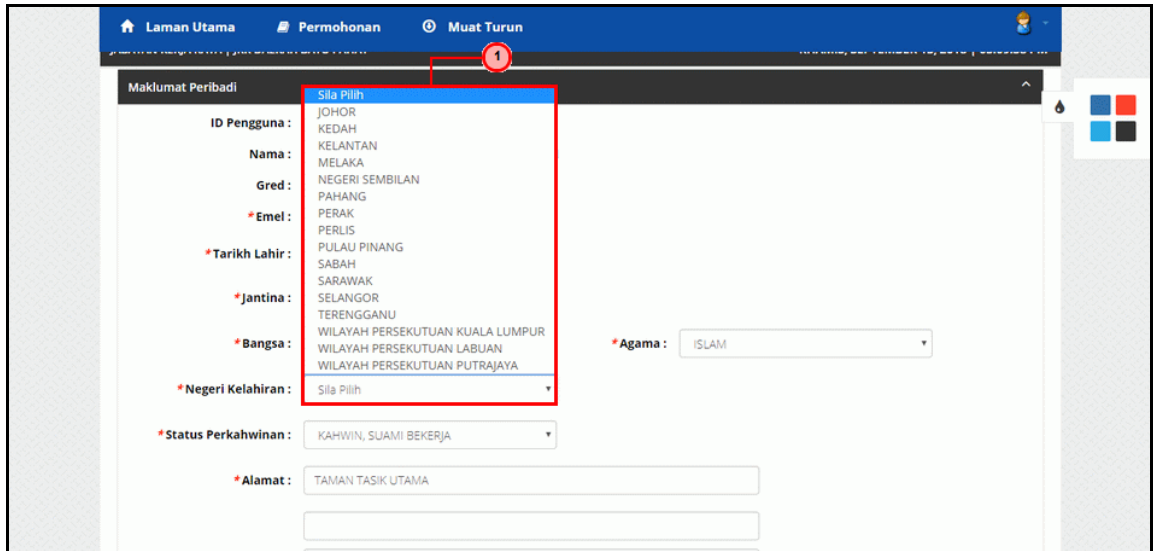 Laman Utama Permohonan Muat Turun
1
Maklumat Peribadi
Sila Pilih
JOHOR
ID Pengguna :
KEDAH
KELANTAN
Nama :
MELAKA
NEGERI SEMBILAN
Gred :
PAHANG
PERAK
*Emel :
PERLIS
PULAU PINANG
*Tarikh Lahir :
SABAH
SARAWAK
*Jantina :
SELANGOR
TERENGGANU
WILAYAH PERSEKUTUAN KUALA LUMPUR
*Bangsa :
*Agama : ISLAM
WILAYAH PERSEKUTUAN LABUAN
WILAYAH PERSEKUTUAN PUTRAJAYA
*Negeri Kelahiran : Sila Pilih
*Status Perkahwinan : KAHWIN, SUAMI BEKERJA
*Alamat : TAMAN TASIK UTAMA